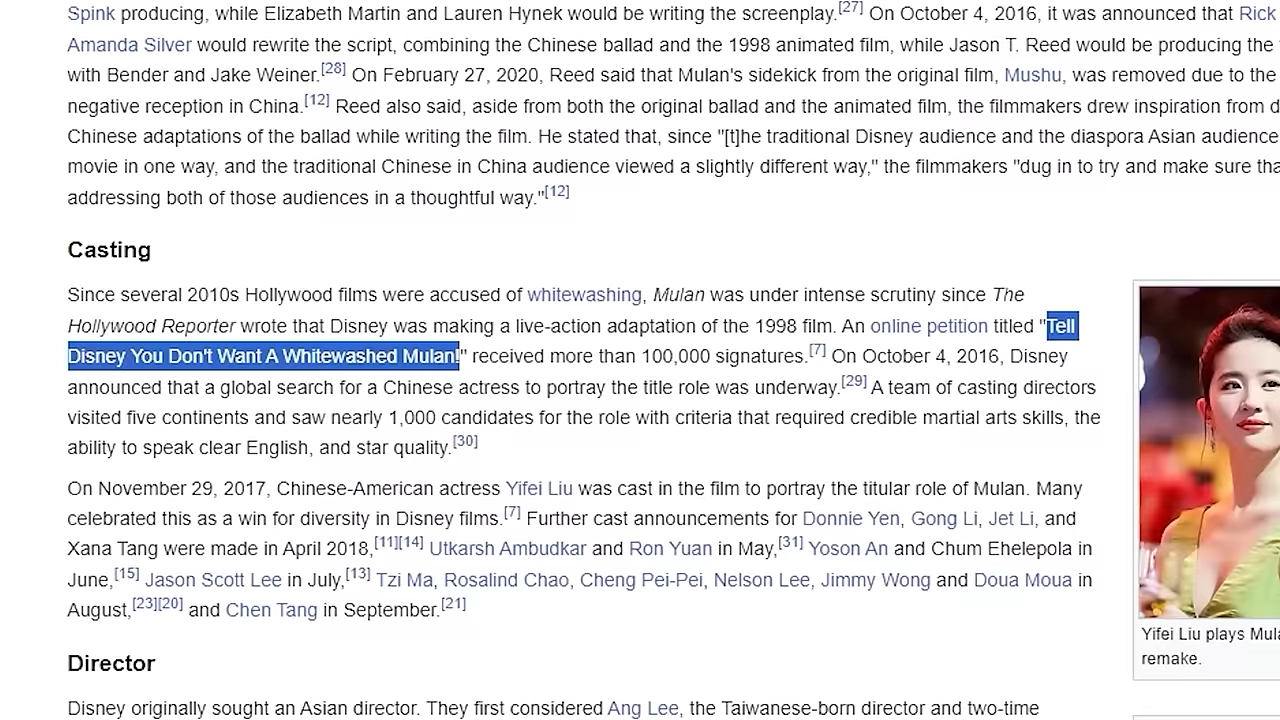 Spink producing, while Elizabeth Martin and Lauren Hynek would be writing the screenplay.[27] On October 4, 2016, it was announced that Rick
Amanda Silver would rewrite the script, combining the Chinese ballad and the 1998 animated film, while Jason T. Reed would be producing the
with Bender and Jake Weiner.[28] On February 27, 2020, Reed said that Mulan's sidekick from the original film, Mushu, was removed due to the
negative reception in China.[12] Reed also said, aside from both the original ballad and the animated film, the filmmakers drew inspiration from
Chinese adaptations of the ballad while writing the film. He stated that, since "[t]he traditional Disney audience and the diaspora Asian audience
movie in one way, and the traditional Chinese in China audience viewed a slightly different way," the filmmakers "dug in to try and make sure
addressing both of those audiences in a thoughtful way."[12]
Casting
Since several 2010s Hollywood films were accused of whitewashing, Mulan was under intense scrutiny since The
Hollywood Reporter wrote that Disney was making a live-action adaptation of the 1998 film. An online petition titled "Tell
Disney You Don't Want A Whitewashed Mulan!" received more than 100,000 signatures.[7] On October 4, 2016, Disney
announced that a global search for a Chinese actress to portray the title role was underway.[29] A team of casting directors
visited five continents and saw nearly 1,000 candidates for the role with criteria that required credible martial arts skills, the
ability to speak clear English, and star quality.[30]
On November 29, 2017, Chinese-American actress Yifei Liu was cast in the film to portray the titular role of Mulan. Many
celebrated this as a win for diversity in Disney films.[7] Further cast announcements for Donnie Yen, Gong Li, Jet Li, and
Xana Tang were made in April 2018,[11][14] Utkarsh Ambudkar and Ron Yuan in May,[31] Yoson An and Chum Ehelepola in
June,[15] Jason Scott Lee in July,[13] Tzi Ma, Rosalind Chao, Cheng Pei-Pei, Nelson Lee, Jimmy Wong and Doua Moua in
August,[23][20] and Chen Tang in September.[21]
Yifei Liu plays
remake.
Director
Disney originally sought an Asian director. They first considered Ang Lee, the Taiwanese-born director and two-time